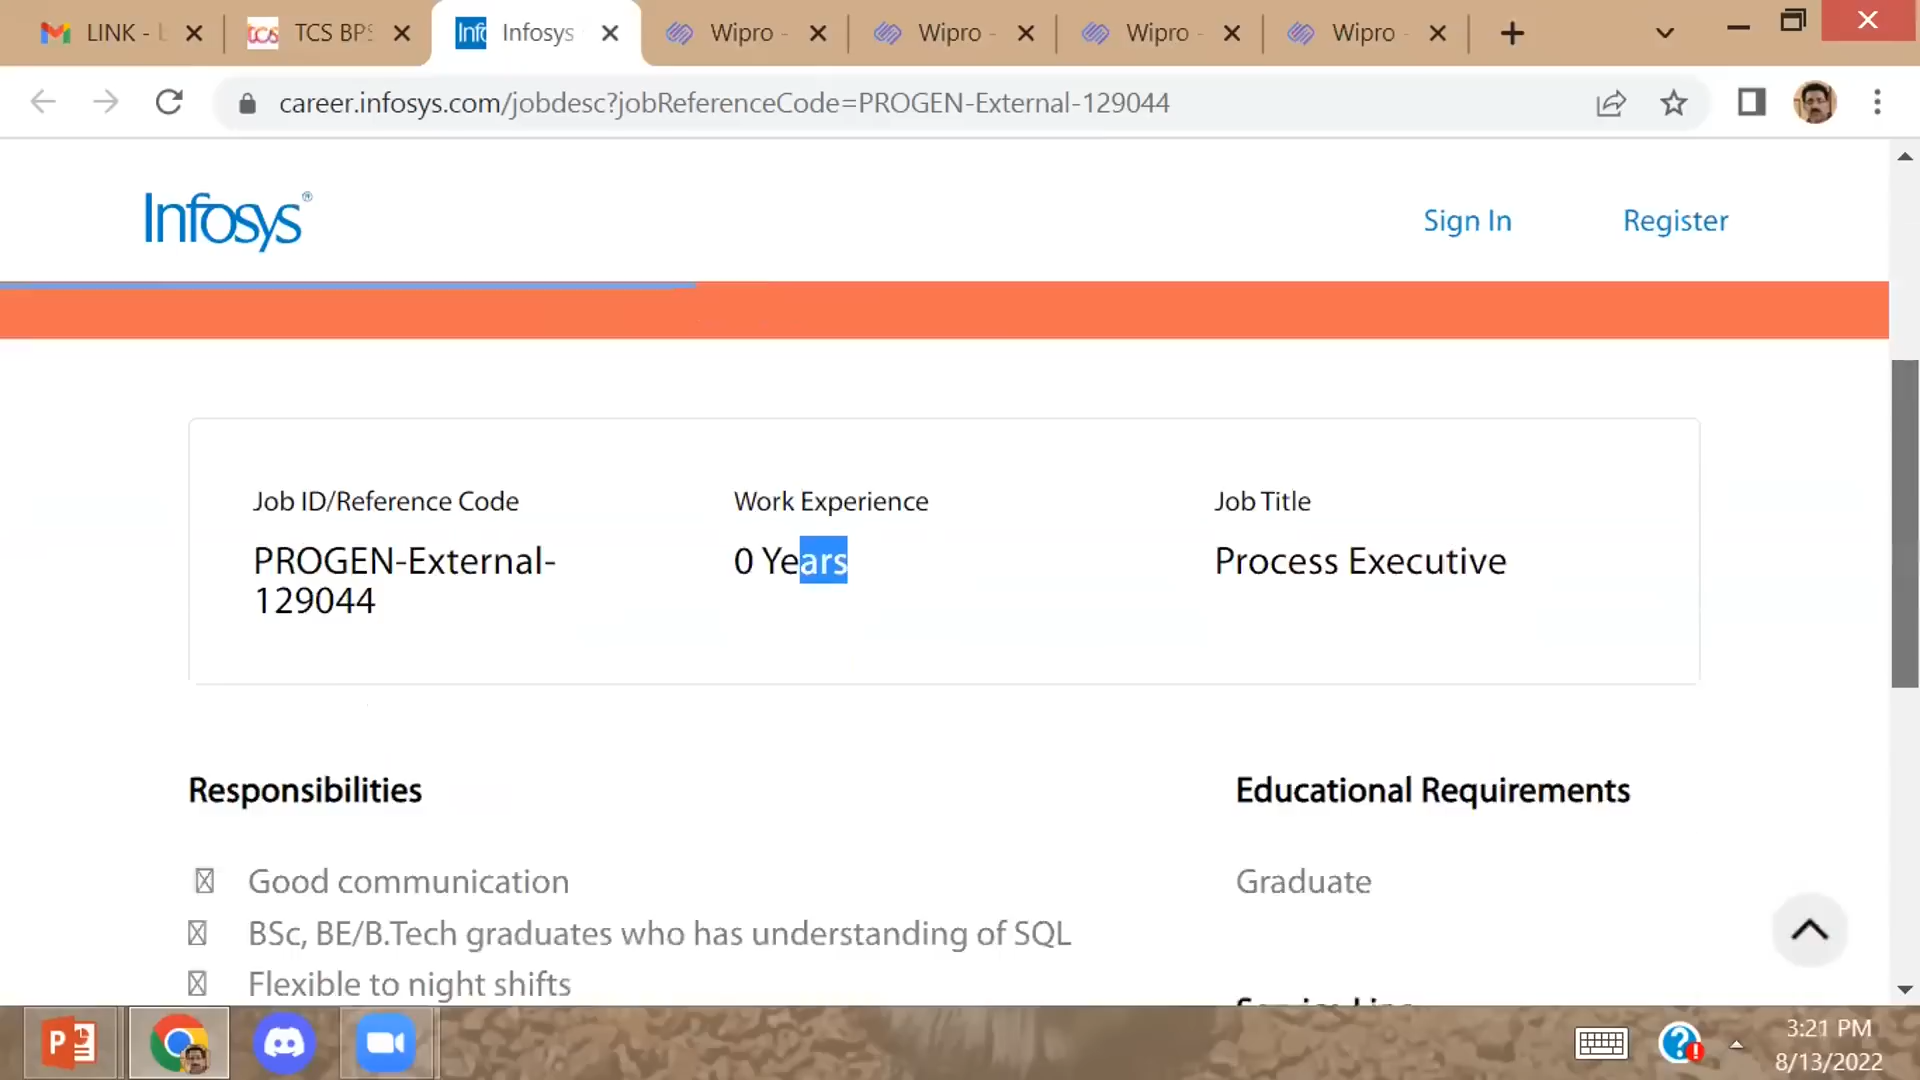 LINK -
TCS BPS
Infosys
Wipro -
Wipro -
Wipro -
Wipro
career.infosys.com/jobdesc?jobReferenceCode=PROGEN-External-129044
Infosys®
Sign In
Register
Job ID/Reference Code
Work Experience
Job Title
PROGEN-External-
129044
0 Years
Process Executive
Responsibilities
Educational Requirements
Good communication
Graduate
BSc, BE/B.Tech graduates who has understanding of SQL
Flexible to night shifts
3:21 PM
8/13/2022